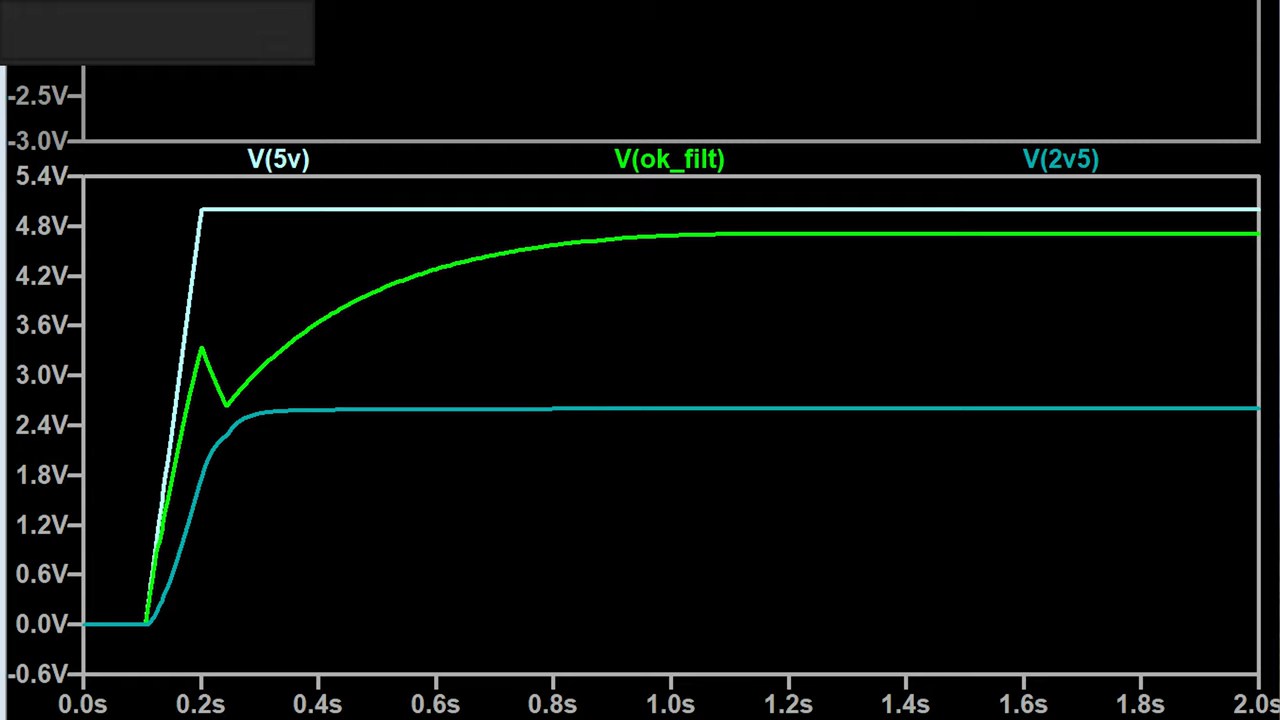 -2.5V
-3.0V
V(5v) V(ok_filt) V(2v5)
5.4V
4.8V
4.2V
3.6V
3.0V
2.4V
1.8V
1.2V
0.6V
0.0V
-0.6V
0.0s 0.2s 0.4s 0.6s 0.8s 1.0s 1.2s 1.4s 1.6s 1.8s 2.0s